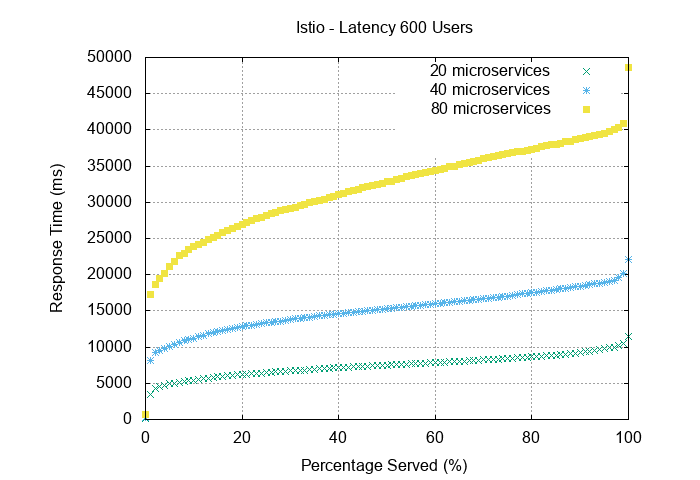 Istio - Latency 600 Users
50000
45000
40000
35000
30000
25000
20000
15000
10000
5000
0
Response Time (ms)
20 microservices
40 microservices
80 microservices
0 20 40 60 80 100
Percentage Served (%)